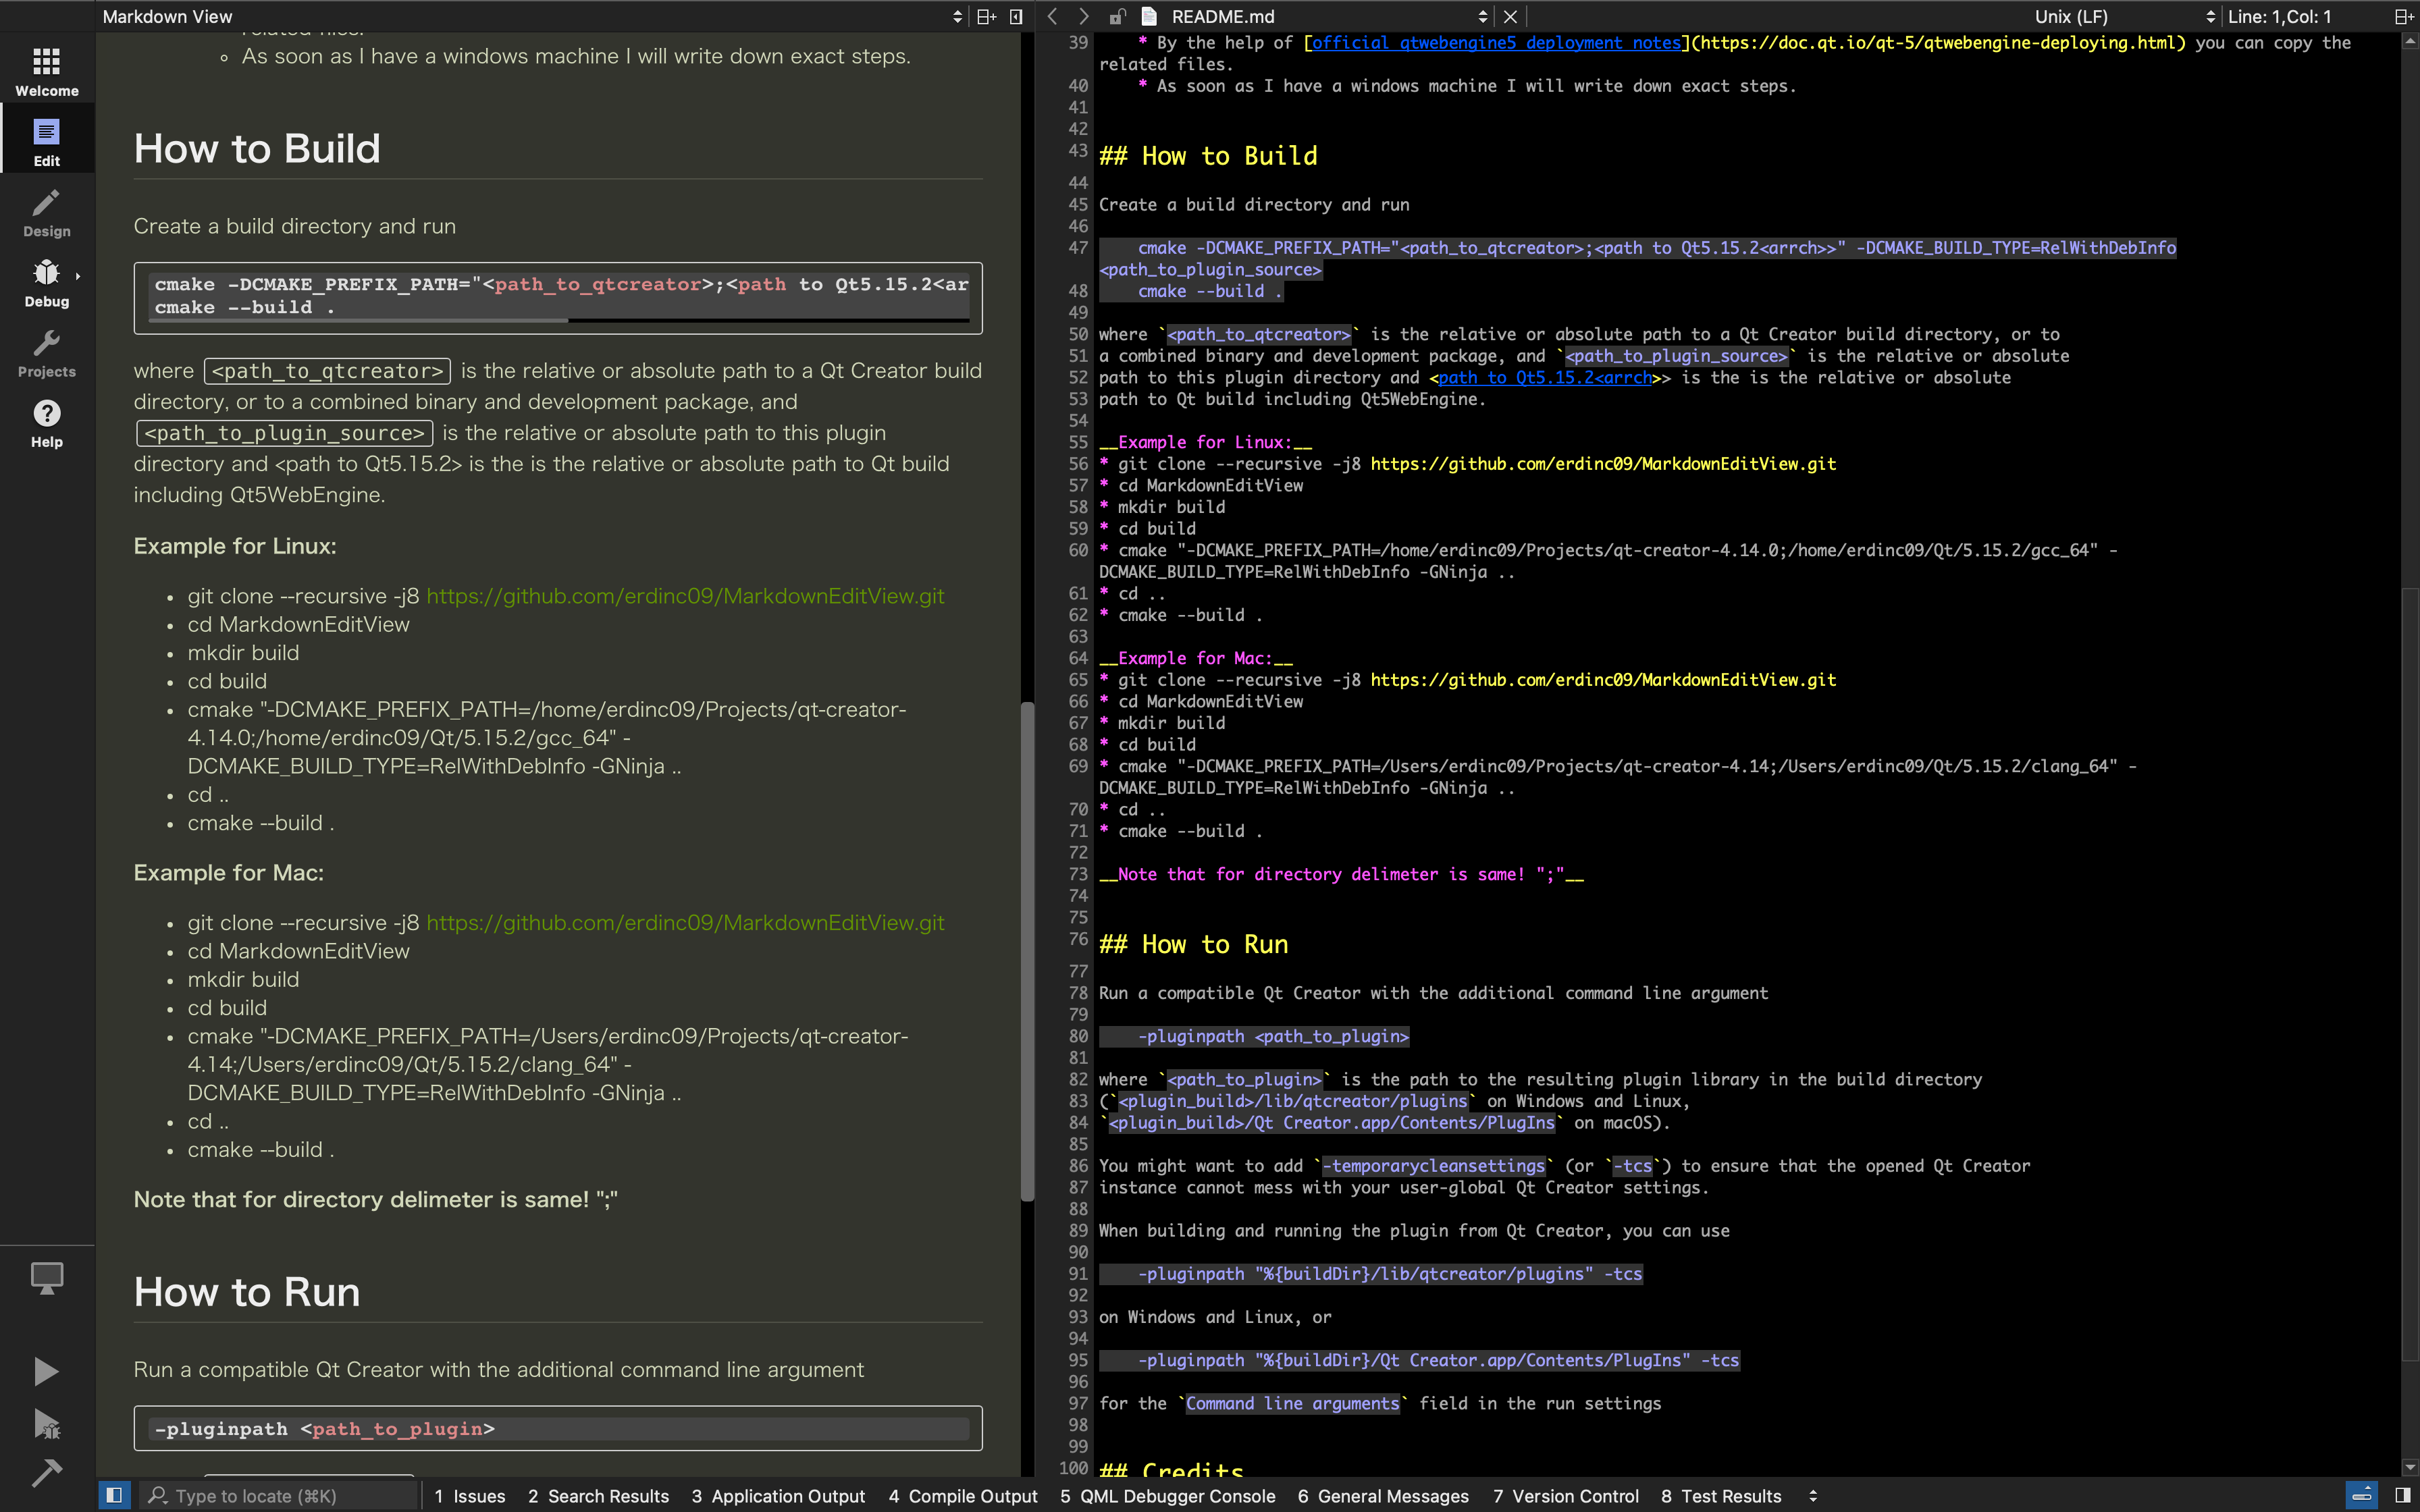 Markdown View
README.md
Unix (LF)
Line: 1,Col: 1
Welcome
Edit
Design
Debug
Projects
Help
related files.
As soon as I have a windows machine I will write down exact steps.
How to Build
Create a build directory and run
cmake -DCMAKE_PREFIX_PATH="<path_to_qtcreator>;<path to Qt5.15.2<ar
cmake --build .
where <path_to_qtcreator> is the relative or absolute path to a Qt Creator build
directory, or to a combined binary and development package, and
<path_to_plugin_source> is the relative or absolute path to this plugin
directory and <path to Qt5.15.2> is the is the relative or absolute path to Qt build
including Qt5WebEngine.
Example for Linux:
• git clone --recursive -j8 https://github.com/erdinc09/MarkdownEditView.git
• cd MarkdownEditView
• mkdir build
• cd build
• cmake "-DCMAKE_PREFIX_PATH=/home/erdinc09/Projects/qt-creator-
4.14.0;/home/erdinc09/Qt/5.15.2/gcc_64" -
DCMAKE_BUILD_TYPE=RelWithDebInfo -GNinja ..
• cd ..
• cmake --build .
Example for Mac:
• git clone --recursive -j8 https://github.com/erdinc09/MarkdownEditView.git
• cd MarkdownEditView
• mkdir build
• cd build
• cmake "-DCMAKE_PREFIX_PATH=/Users/erdinc09/Projects/qt-creator-
4.14;/Users/erdinc09/Qt/5.15.2/clang_64" -
DCMAKE_BUILD_TYPE=RelWithDebInfo -GNinja ..
• cd ..
• cmake --build .
Note that for directory delimeter is same! ";"
How to Run
Run a compatible Qt Creator with the additional command line argument
-pluginpath <path_to_plugin>
39 * By the help of [official qtwebengine5 deployment notes](https://doc.qt.io/qt-5/qtwebengine-deploying.html) you can copy the
related files.
40 * As soon as I have a windows machine I will write down exact steps.
41
42
43 ## How to Build
44
45 Create a build directory and run
46
47 cmake -DCMAKE_PREFIX_PATH="<path_to_qtcreator>;<path to Qt5.15.2<arrch>>" -DCMAKE_BUILD_TYPE=RelWithDebInfo
<path_to_plugin_source>
48 cmake --build .
49
50 where `<path_to_qtcreator>` is the relative or absolute path to a Qt Creator build directory, or to
51 a combined binary and development package, and `<path_to_plugin_source>` is the relative or absolute
52 path to this plugin directory and <path to Qt5.15.2<arrch>> is the is the relative or absolute
53 path to Qt build including Qt5WebEngine.
54
55 __Example for Linux:__
56 * git clone --recursive -j8 https://github.com/erdinc09/MarkdownEditView.git
57 * cd MarkdownEditView
58 * mkdir build
59 * cd build
60 * cmake "-DCMAKE_PREFIX_PATH=/home/erdinc09/Projects/qt-creator-4.14.0;/home/erdinc09/Qt/5.15.2/gcc_64" -
DCMAKE_BUILD_TYPE=RelWithDebInfo -GNinja ..
61 * cd ..
62 * cmake --build .
63
64 __Example for Mac:__
65 * git clone --recursive -j8 https://github.com/erdinc09/MarkdownEditView.git
66 * cd MarkdownEditView
67 * mkdir build
68 * cd build
69 * cmake "-DCMAKE_PREFIX_PATH=/Users/erdinc09/Projects/qt-creator-4.14;/Users/erdinc09/Qt/5.15.2/clang_64" -
DCMAKE_BUILD_TYPE=RelWithDebInfo -GNinja ..
70 * cd ..
71 * cmake --build .
72
73 __Note that for directory delimeter is same! ";"__
74
75
76 ## How to Run
77
78 Run a compatible Qt Creator with the additional command line argument
79
80 -pluginpath <path_to_plugin>
81
82 where `<path_to_plugin>` is the path to the resulting plugin library in the build directory
83 (`<plugin_build>/lib/qtcreator/plugins` on Windows and Linux,
84 `<plugin_build>/Qt Creator.app/Contents/PlugIns` on macOS).
85
86 You might want to add `-temporarycleansettings` (or `-tcs`) to ensure that the opened Qt Creator
87 instance cannot mess with your user-global Qt Creator settings.
88
89 When building and running the plugin from Qt Creator, you can use
90
91 -pluginpath "%{buildDir}/lib/qtcreator/plugins" -tcs
92
93 on Windows and Linux, or
94
95 -pluginpath "%{buildDir}/Qt Creator.app/Contents/PlugIns" -tcs
96
97 for the `Command line arguments` field in the run settings
98
99
100 ## Credits
Type to locate (⌘K)
1 Issues
2 Search Results
3 Application Output
4 Compile Output
5 QML Debugger Console
6 General Messages
7 Version Control
8 Test Results